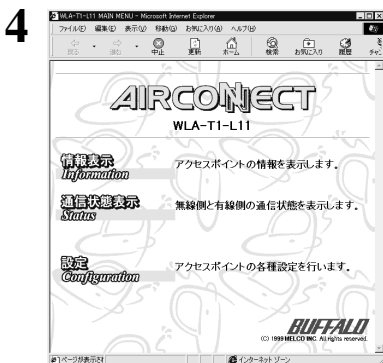 4
WLA-T1-L11 MAIN MENU - Microsoft Internet Explorer
ファイル(F) 編集(E) 表示(V) 移動(G) お気に入り(A) ヘルプ(H)
戻る 進む 中止 更新 ホーム 検索 お気に入り 履歴 チャン
AIRCONNECT
WLA-T1-L11
情報表示 アクセスポイントの情報を表示します。
Information
通信状態表示 無線側と有線側の通信状態を表示します。
Status
設定 アクセスポイントの各種設定を行います。
Configuration
BUFFALO
(C) 1999 MELCO INC. All rights reserved.
ページが表示され インターネット ゾーン